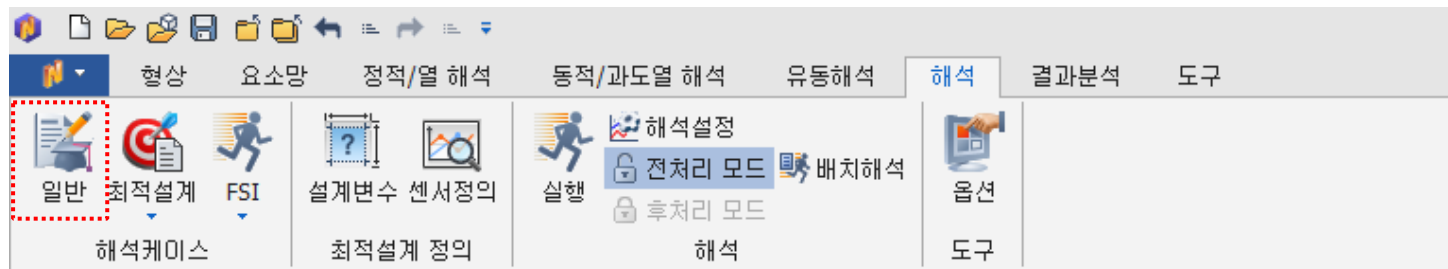 형상 요소망 정적/열 해석 동적/과도열 해석 유동해석 해석 결과분석 도구
일반 최적설계 FSI
해석케이스
? 설계변수 센서정의
최적설계 정의
실행
해석설정
전처리 모드
후처리 모드
배치해석
해석
옵션
도구